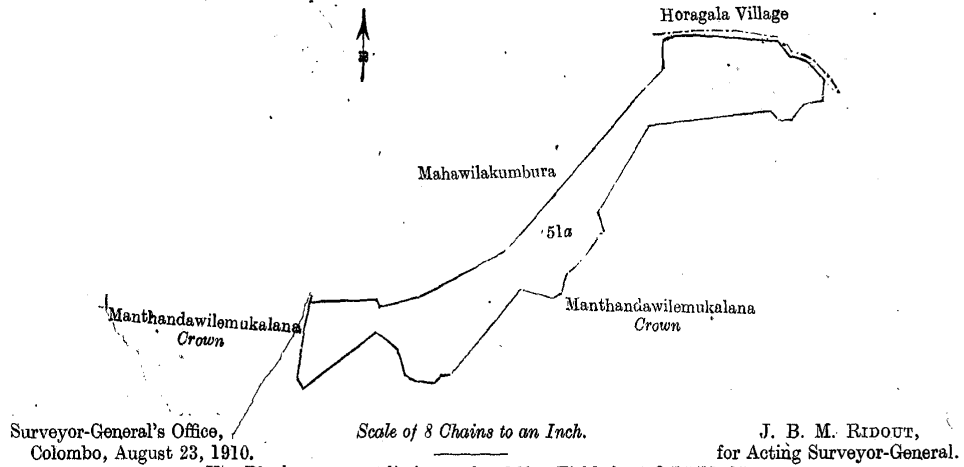 Horagala Village
Mahawilakumbura
51a
Manthandawilemukalana
Crown
Manthandawilemukalana
Crown
Surveyor-General's Office,
Colombo, August 23, 1910.
Scale of 8 Chains to an Inch.
J. B. M. RIDOUT,
for Acting Surveyor-General.